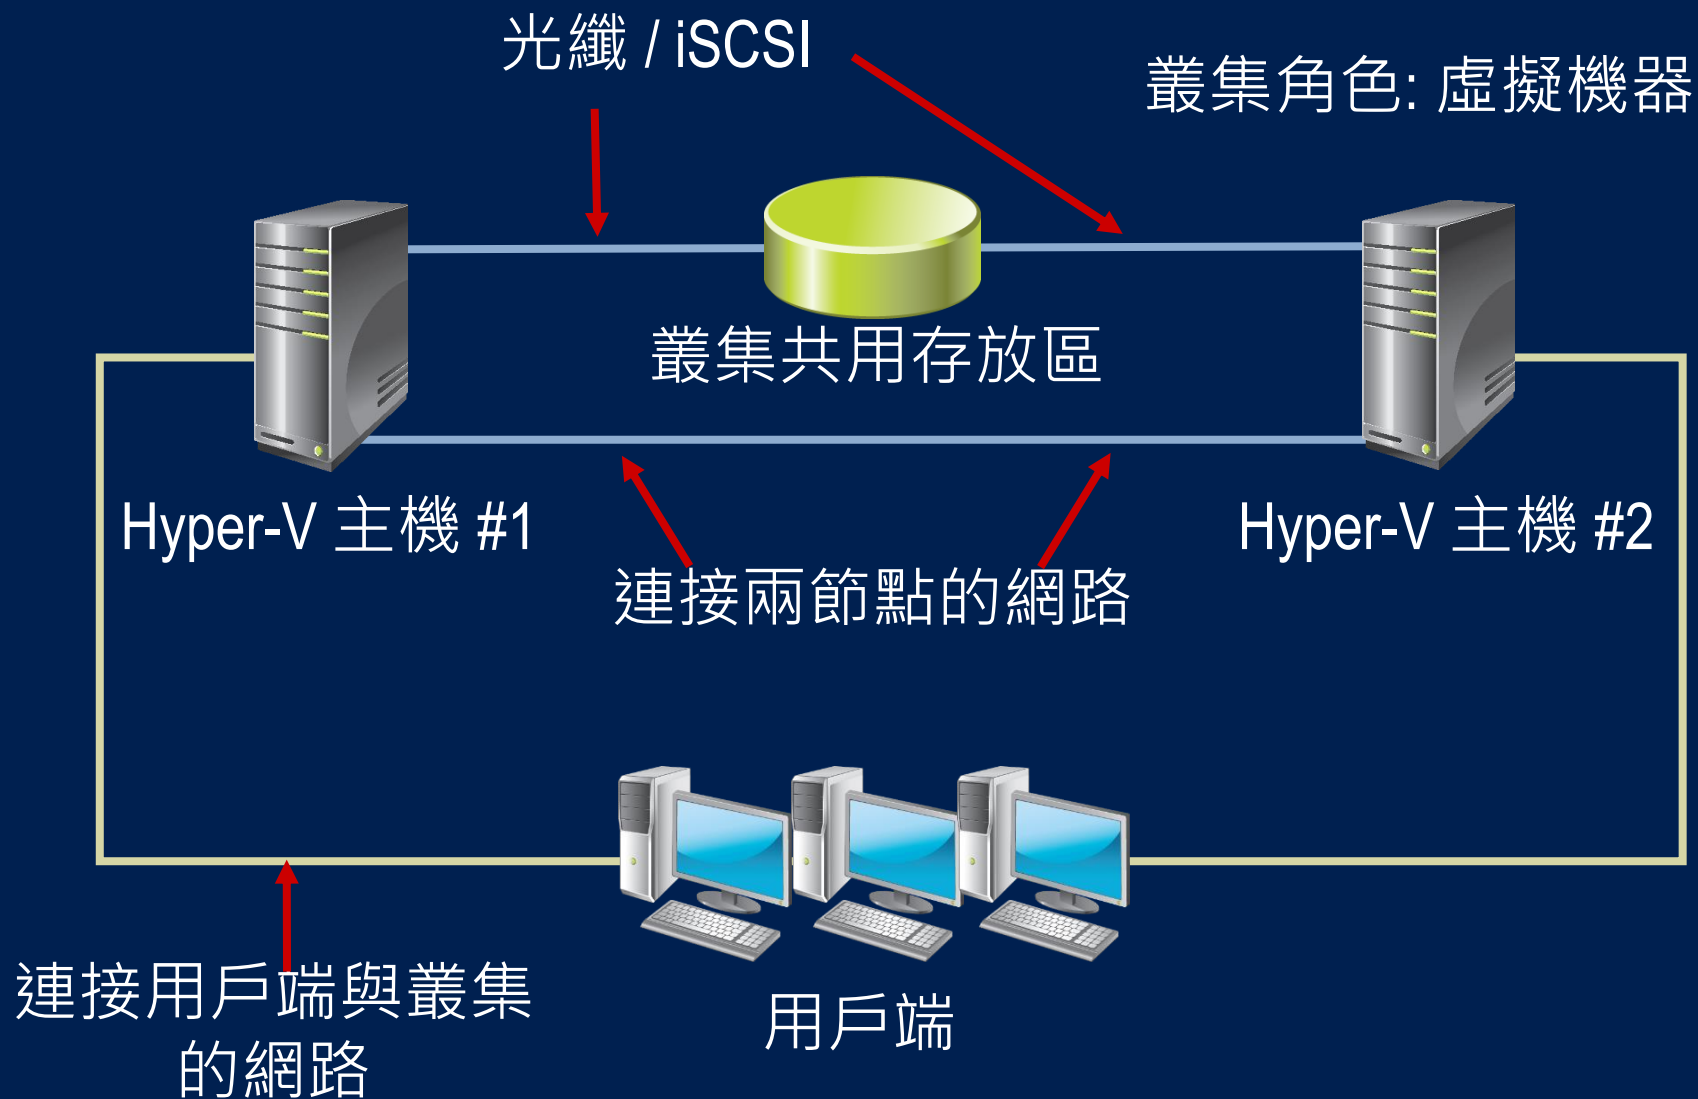 光纖 / iSCSI
叢集角色: 虛擬機器
叢集共用存放區
Hyper-V 主機 #1
Hyper-V 主機 #2
連接兩節點的網路
連接用戶端與叢集
的網路
用戶端